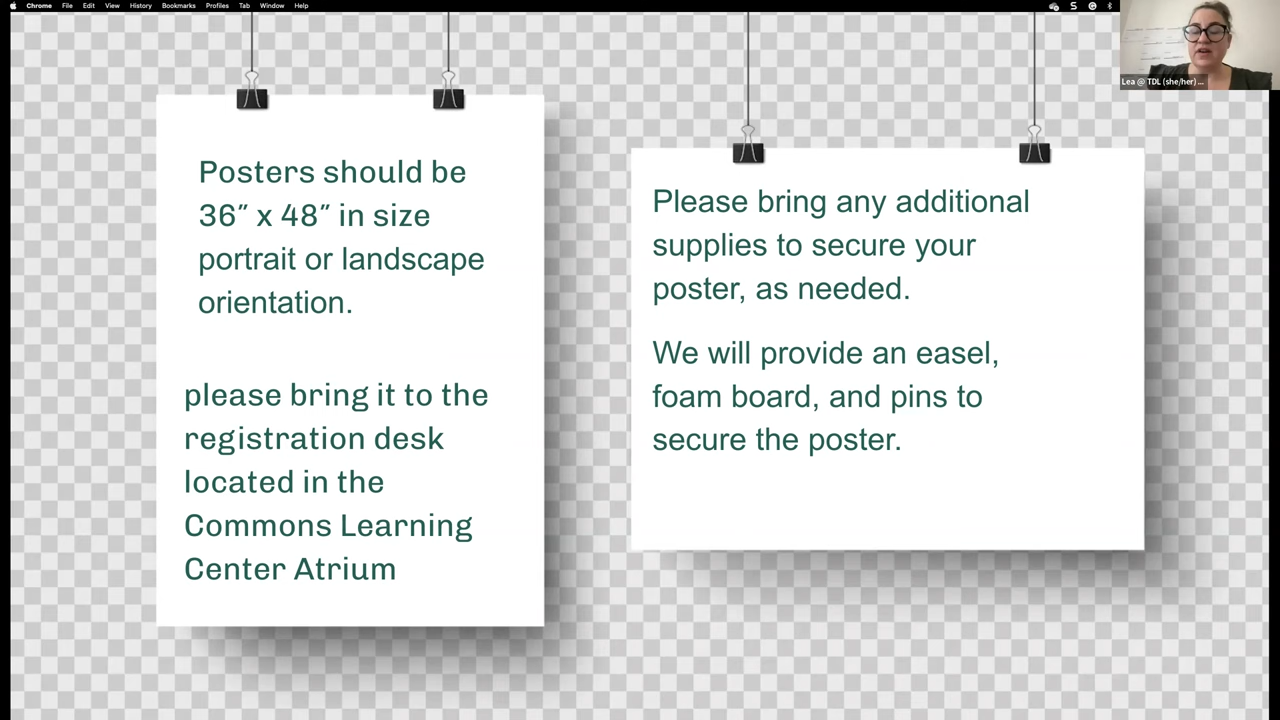 Chrome File Edit View History Bookmarks Profiles Tab Window Help
Lea @ TDL (she/her) ...
Posters should be
36″ x 48″ in size
portrait or landscape
orientation.
please bring it to the
registration desk
located in the
Commons Learning
Center Atrium
Please bring any additional
supplies to secure your
poster, as needed.
We will provide an easel,
foam board, and pins to
secure the poster.